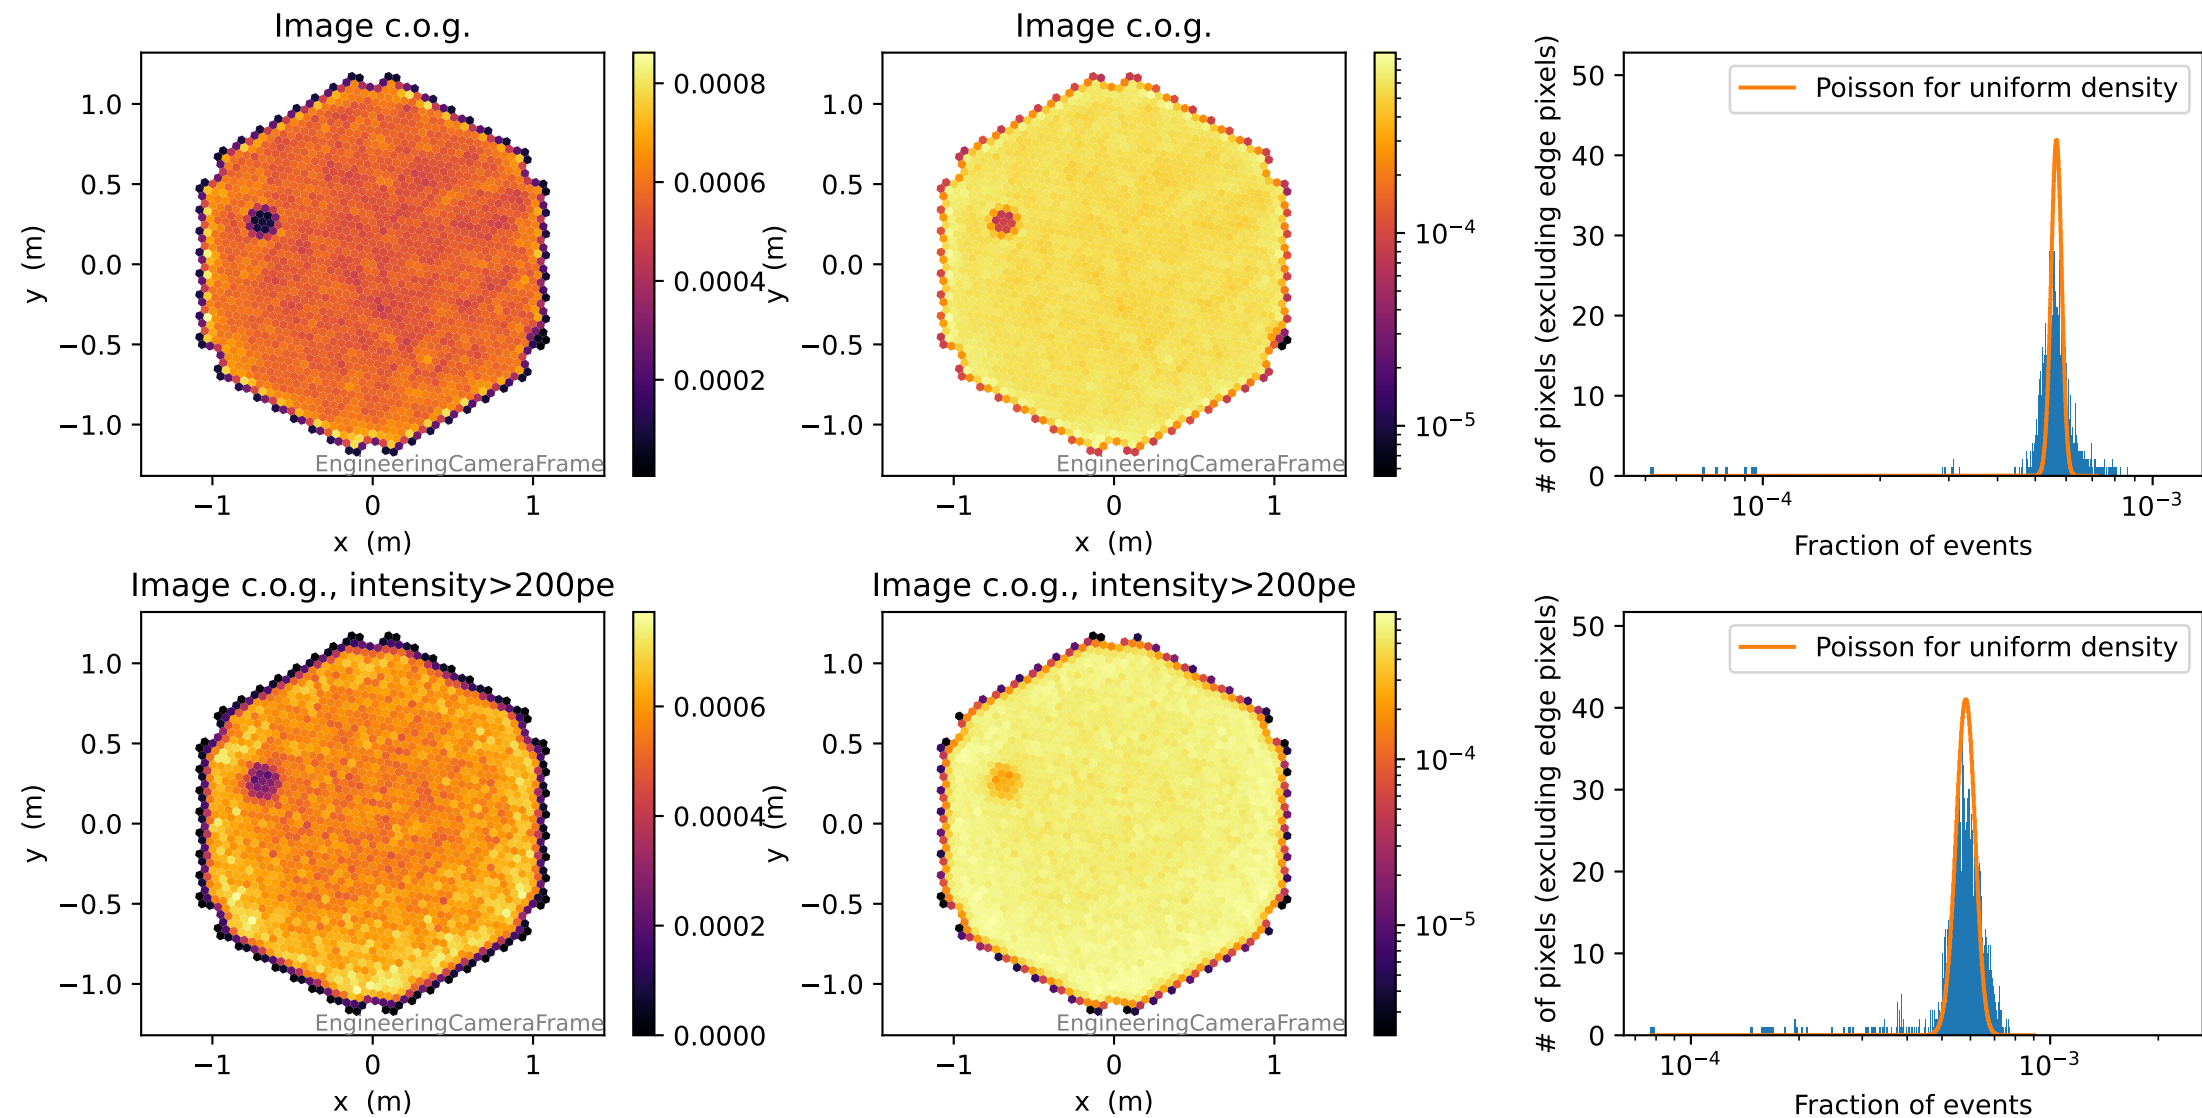 Image c.o.g.
1.0
0.5
0.0
−0.5
−1.0
y (m)
−1
0
1
x (m)
EngineeringCameraFrame
0.0008
0.0006
0.0004
0.0002
Image c.o.g.
1.0
0.5
0.0
−0.5
−1.0
y (m)
−1
0
1
x (m)
EngineeringCameraFrame
10⁻⁴
10⁻⁵
# of pixels (excluding edge pixels)
50
40
30
20
10
0
Poisson for uniform density
10⁻⁴
10⁻³
Fraction of events
Image c.o.g., intensity>200pe
1.0
0.5
0.0
−0.5
−1.0
y (m)
−1
0
1
x (m)
EngineeringCameraFrame
0.0006
0.0004
0.0002
0.0000
Image c.o.g., intensity>200pe
1.0
0.5
0.0
−0.5
−1.0
y (m)
−1
0
1
x (m)
EngineeringCameraFrame
10⁻⁴
10⁻⁵
# of pixels (excluding edge pixels)
50
40
30
20
10
0
Poisson for uniform density
10⁻⁴
10⁻³
Fraction of events